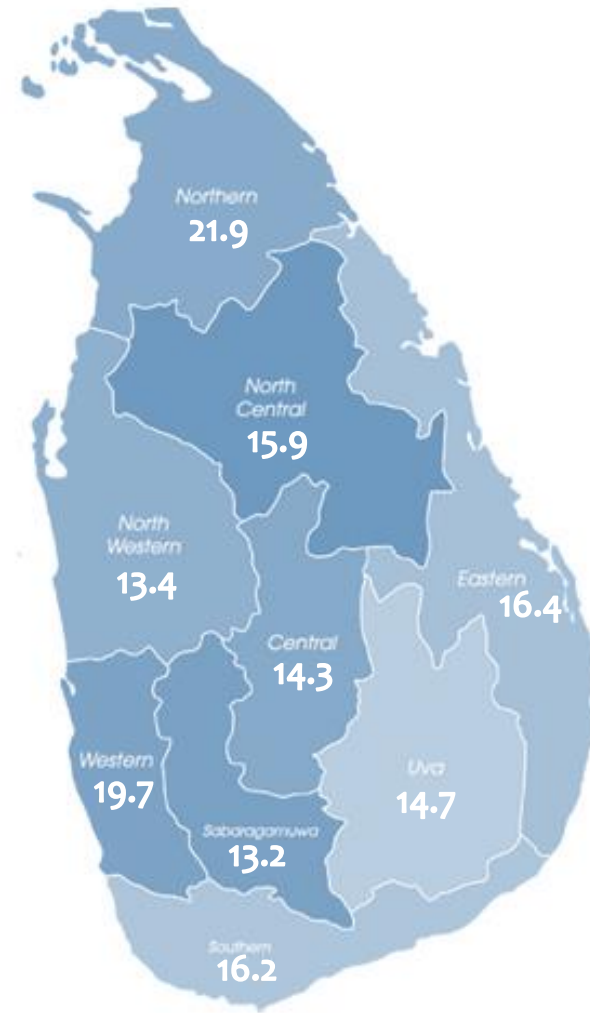 Northern
21.9
North
Central
15.9
North
Western
13.4
Eastern
16.4
Central
14.3
Western
19.7
Uva
14.7
Sabaragamuwa
13.2
Southern
16.2